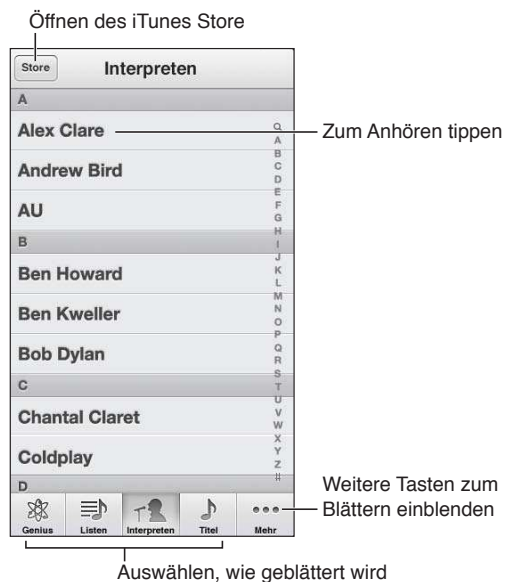 Öffnen des iTunes Store
Store
Interpreten
A
Alex Clare
Zum Anhören tippen
Andrew Bird
AU
B
Ben Howard
Ben Kweller
Bob Dylan
C
Chantal Claret
Coldplay
D
A
B
C
D
E
F
G
H
I
J
K
L
M
N
O
P
Q
R
S
T
U
V
W
X
Y
Z
#
Weitere Tasten zum
Blättern einblenden
Genius
Listen
Interpreten
Titel
Mehr
Auswählen, wie geblättert wird